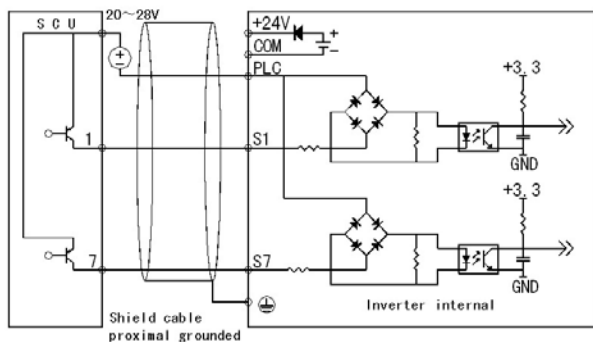 SCU
20～28V
+24V
COM
PLC
+
−
+
−
+3.3
1
S1
GND
+3.3
7
S7
GND
Shield cable
proximal grounded
Inverter internal